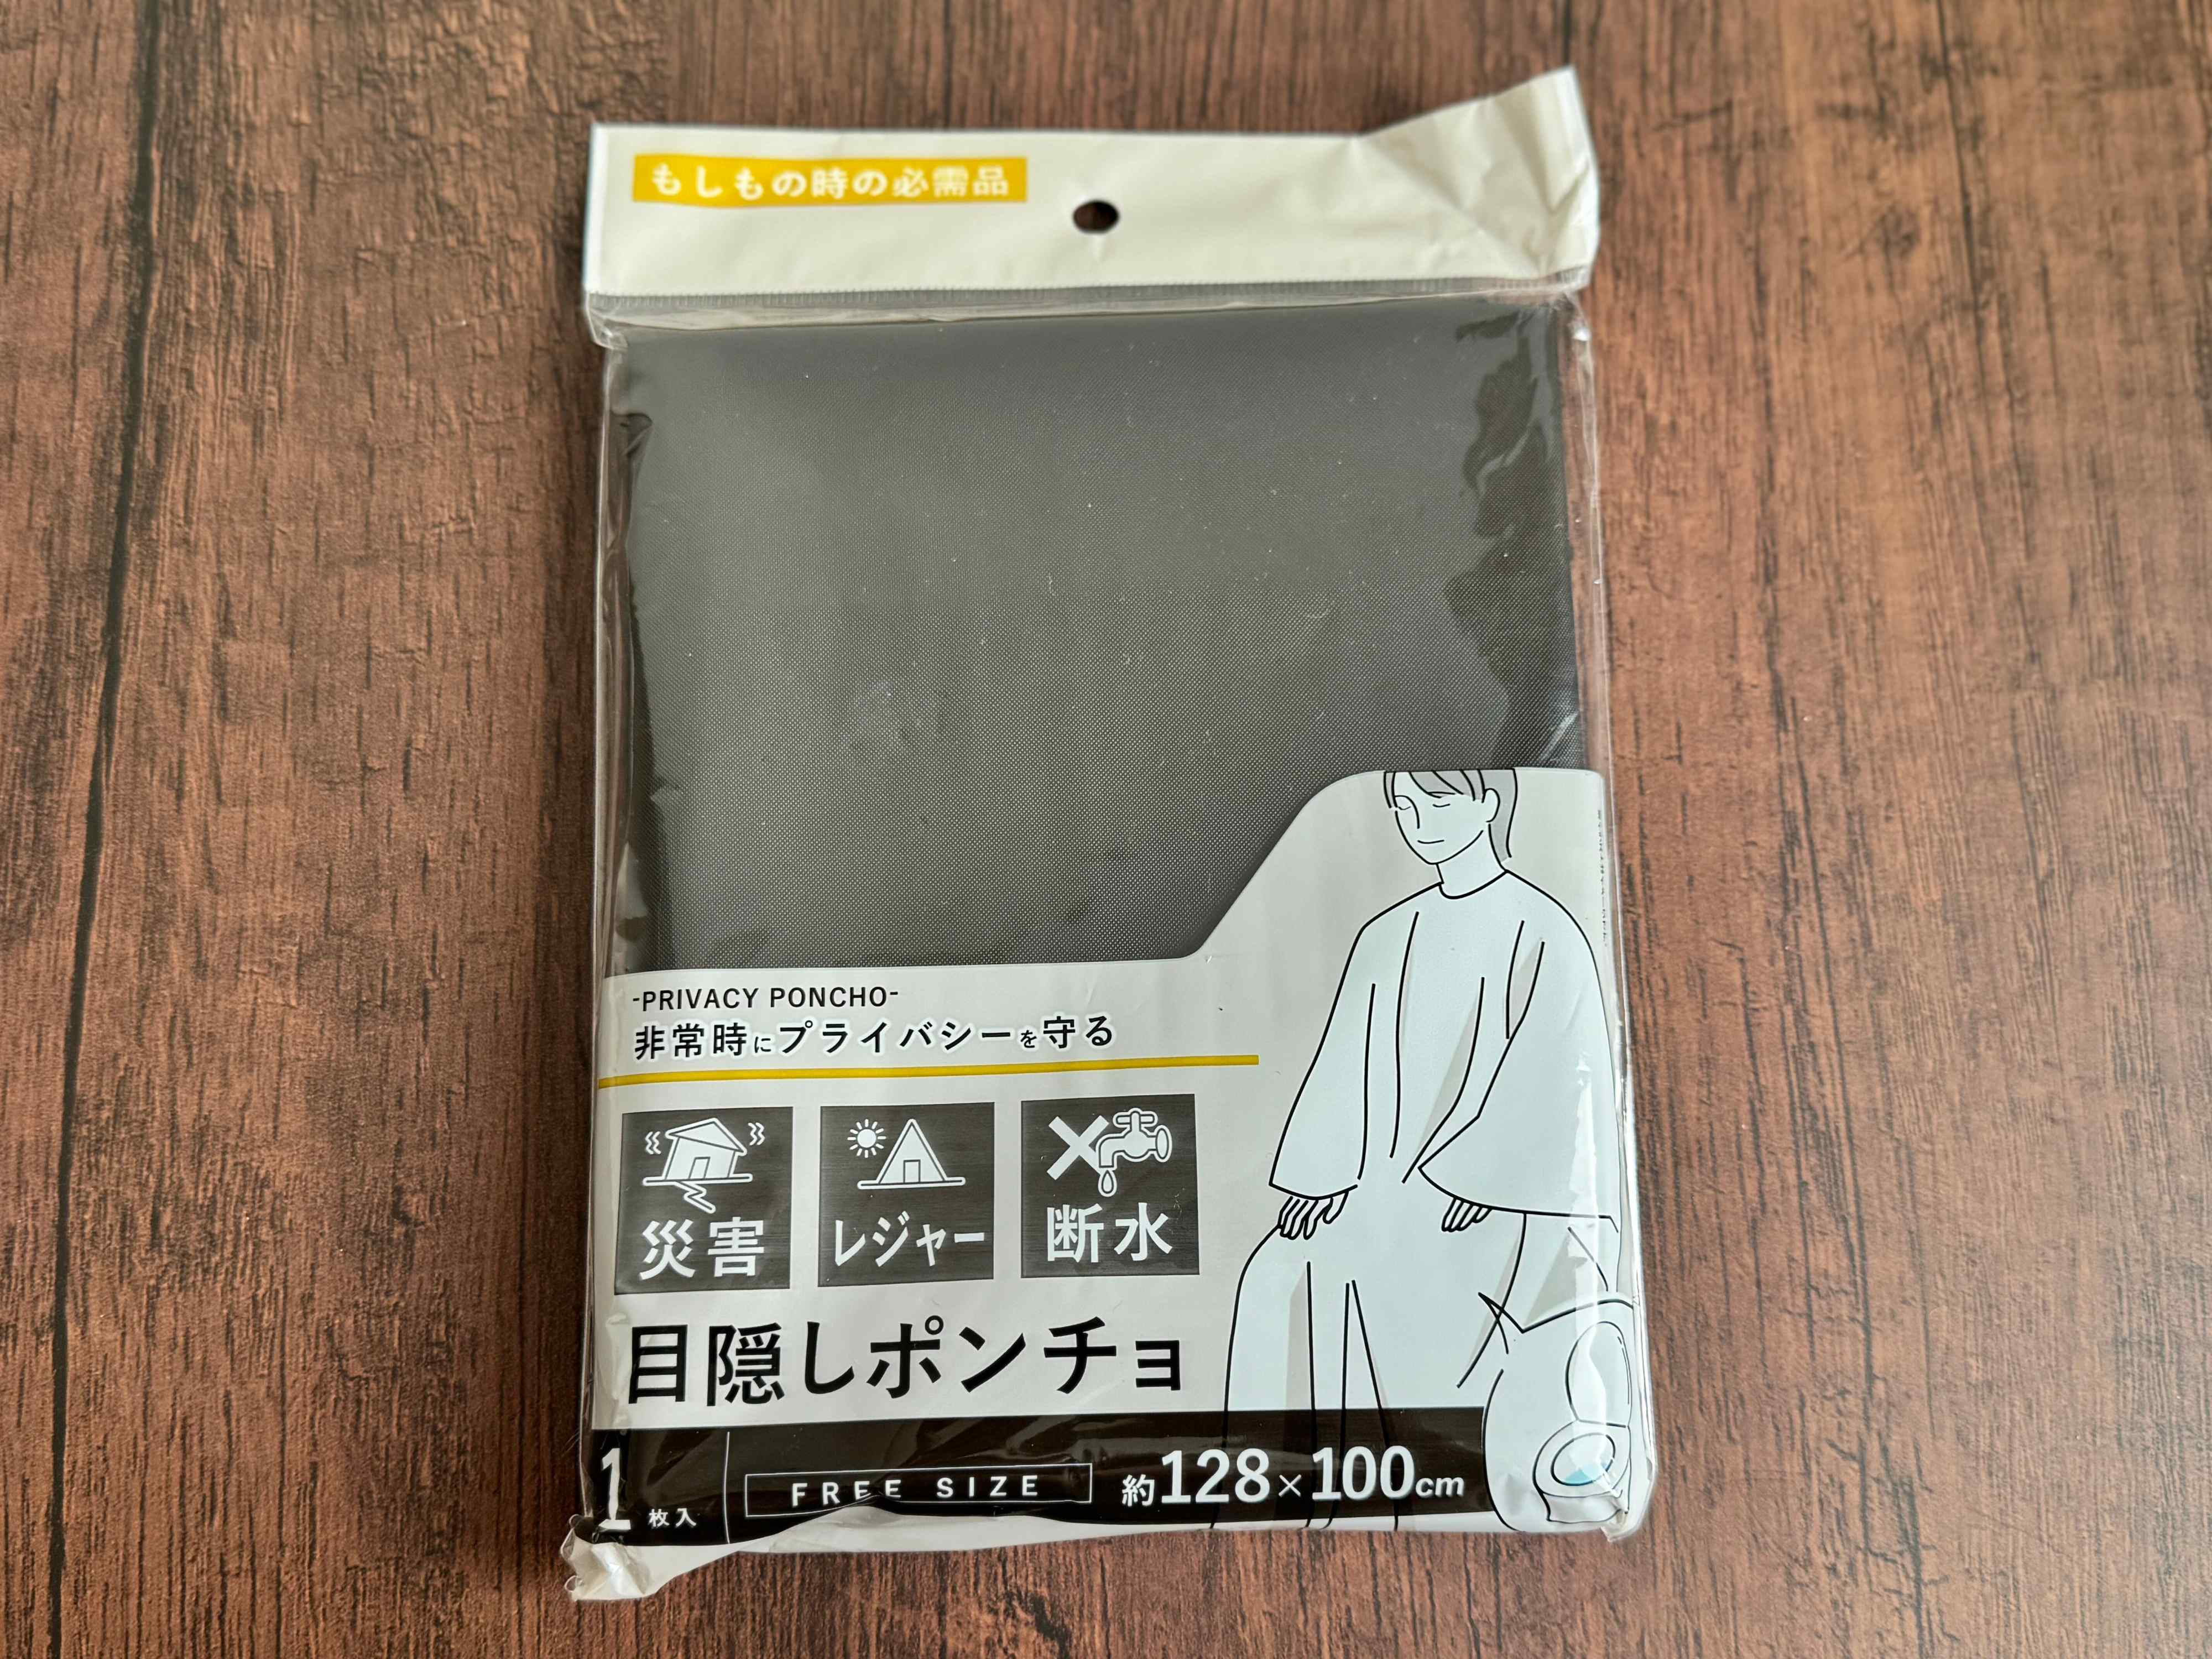 もしもの時の必需品
-PRIVACY PONCHO-
非常時にプライバシーを守る
災害
レジャー
断水
目隠しポンチョ
1枚入
FREE SIZE
約128×100cm